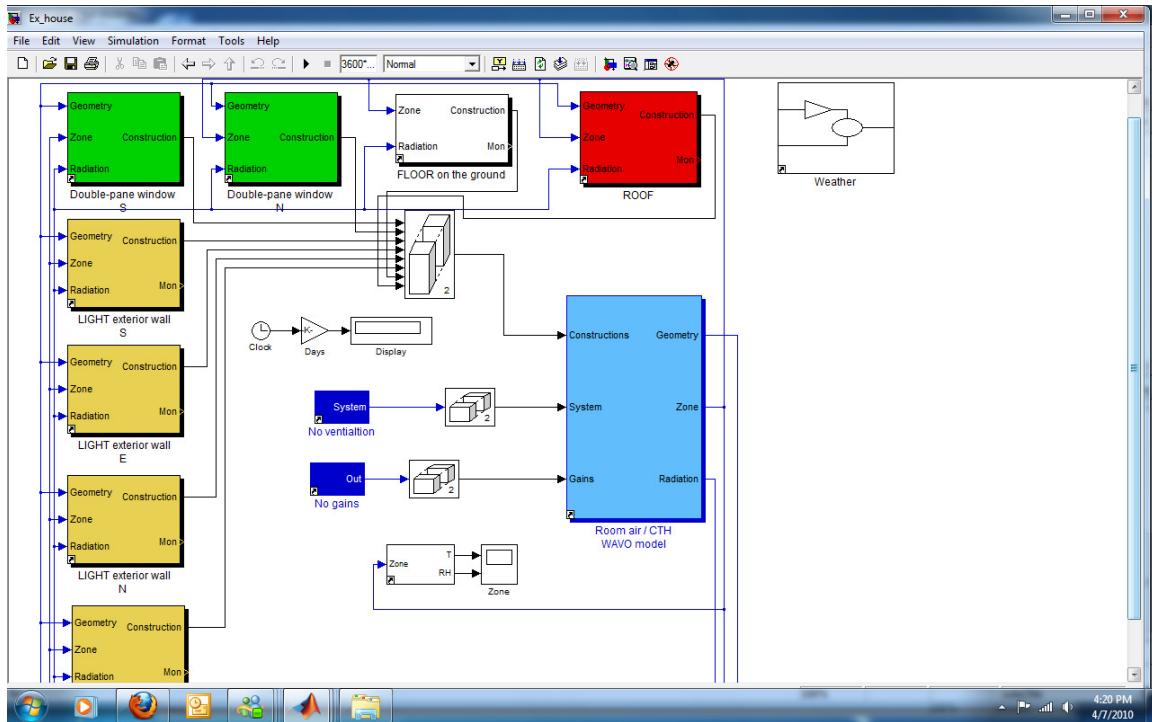 Ex_house
File Edit View Simulation Format Tools Help
3600*... Normal
Geometry
Zone Construction
Radiation
Double-pane window
S
Geometry
Zone Construction
Radiation
Double-pane window
N
Zone Construction
Radiation Mon
FLOOR on the ground
Geometry
Construction
Zone
Mon
Radiation
ROOF
Weather
Geometry Construction
Zone
Radiation Mon
LIGHT exterior wall
S
2
Clock
K-
Days
Display
Geometry Construction
Zone
Mon
Radiation
LIGHT exterior wall
E
System
No ventialtion
2
Out
No gains
2
Constructions Geometry
System Zone
Gains Radiation
Room air / CTH
WAVO model
Geometry Construction
Zone
Radiation Mon
LIGHT exterior wall
N
Zone
T
RH
Zone
Geometry Construction
Zone
Radiation Mon
4:20 PM
4/7/2010